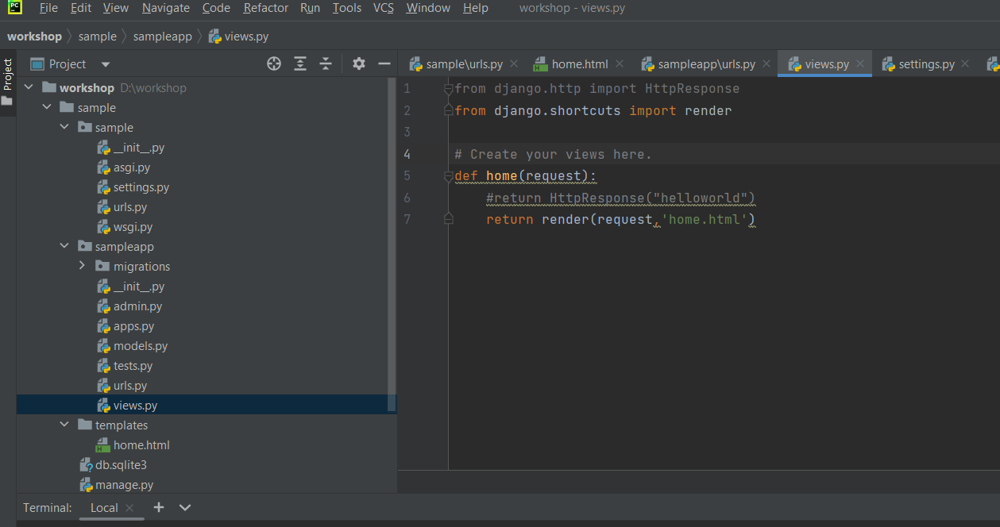 PC File Edit View Navigate Code Refactor Run Tools VCS Window Help workshop - views.py
workshop sample sampleapp views.py
Project
Project
sample\urls.py home.html sampleapp\urls.py views.py settings.py
workshop D:\workshop
sample
sample
__init__.py
asgi.py
settings.py
urls.py
wsgi.py
sampleapp
migrations
__init__.py
admin.py
apps.py
models.py
tests.py
urls.py
views.py
templates
home.html
db.sqlite3
manage.py
1 from django.http import HttpResponse
2 from django.shortcuts import render
3
4 # Create your views here.
5 def home(request):
6 #return HttpResponse("helloworld")
7 return render(request,'home.html')
Terminal: Local